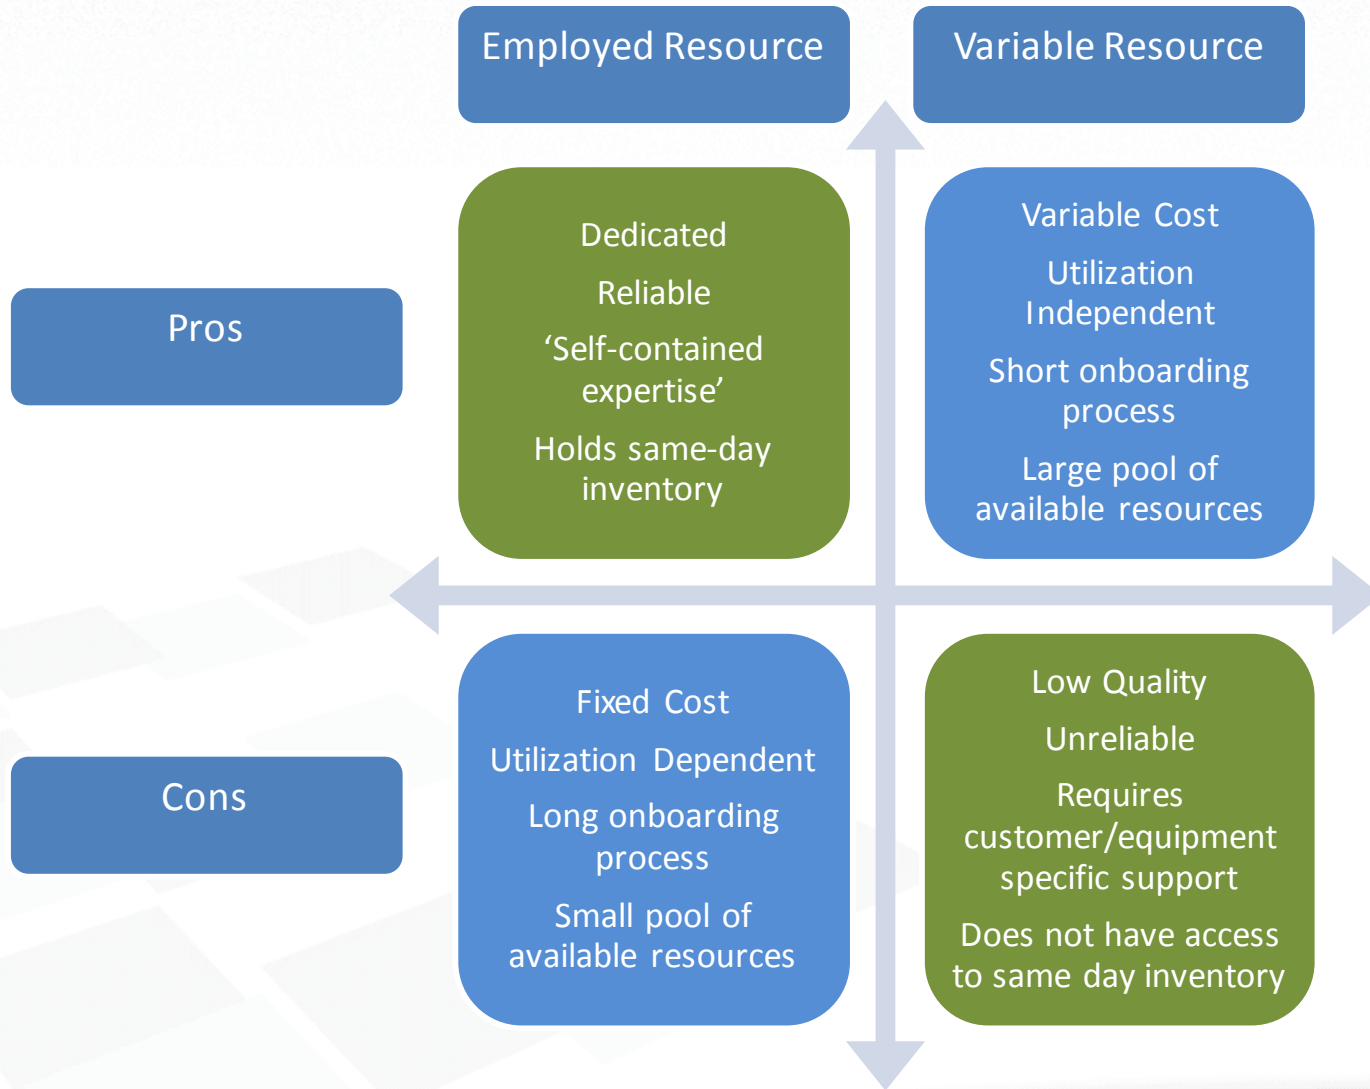 Employed Resource
Variable Resource
Pros
Dedicated
Reliable
‘Self-contained
expertise’
Holds same-day
inventory
Variable Cost
Utilization
Independent
Short onboarding
process
Large pool of
available resources
Cons
Fixed Cost
Utilization Dependent
Long onboarding
process
Small pool of
available resources
Low Quality
Unreliable
Requires
customer/equipment
specific support
Does not have access
to same day inventory